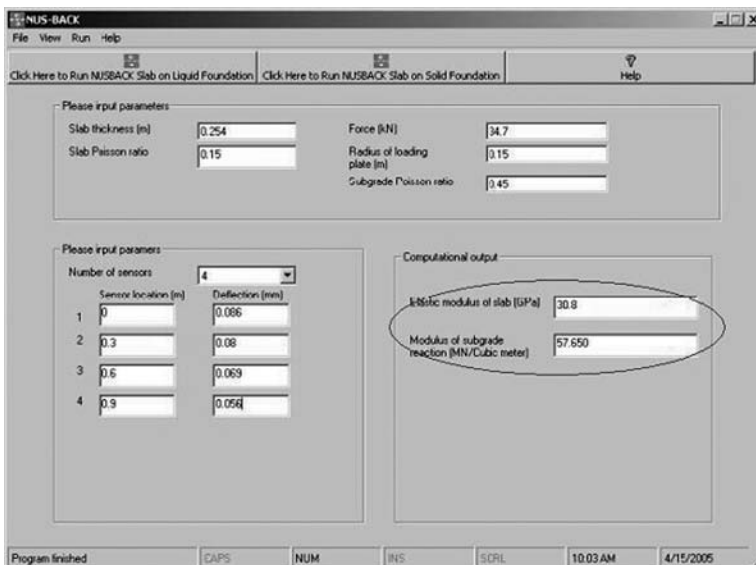 NUS-BACK
File View Run Help
Click Here to Run NUSBACK Slab on Liquid Foundation
Click Here to Run NUSBACK Slab on Solid Foundation
Help
Please input parameters
Slab thickness (m) 0.254
Force (kN) 34.7
Slab Poisson ratio 0.15
Radius of loading
plate (m) 0.15
Subgrade Poisson ratio 0.45
Please input paramers
Number of sensors 4
Sensor location (m) Deflection (mm)
1 0 0.086
2 0.3 0.08
3 0.6 0.069
4 0.9 0.056
Computational output
Elastic modulus of slab (GPa) 30.8
Modulus of subgrade
reaction (MN/Cubic meter) 57.650
Program finished CAPS NUM INS SCRL 10:03 AM 4/15/2005